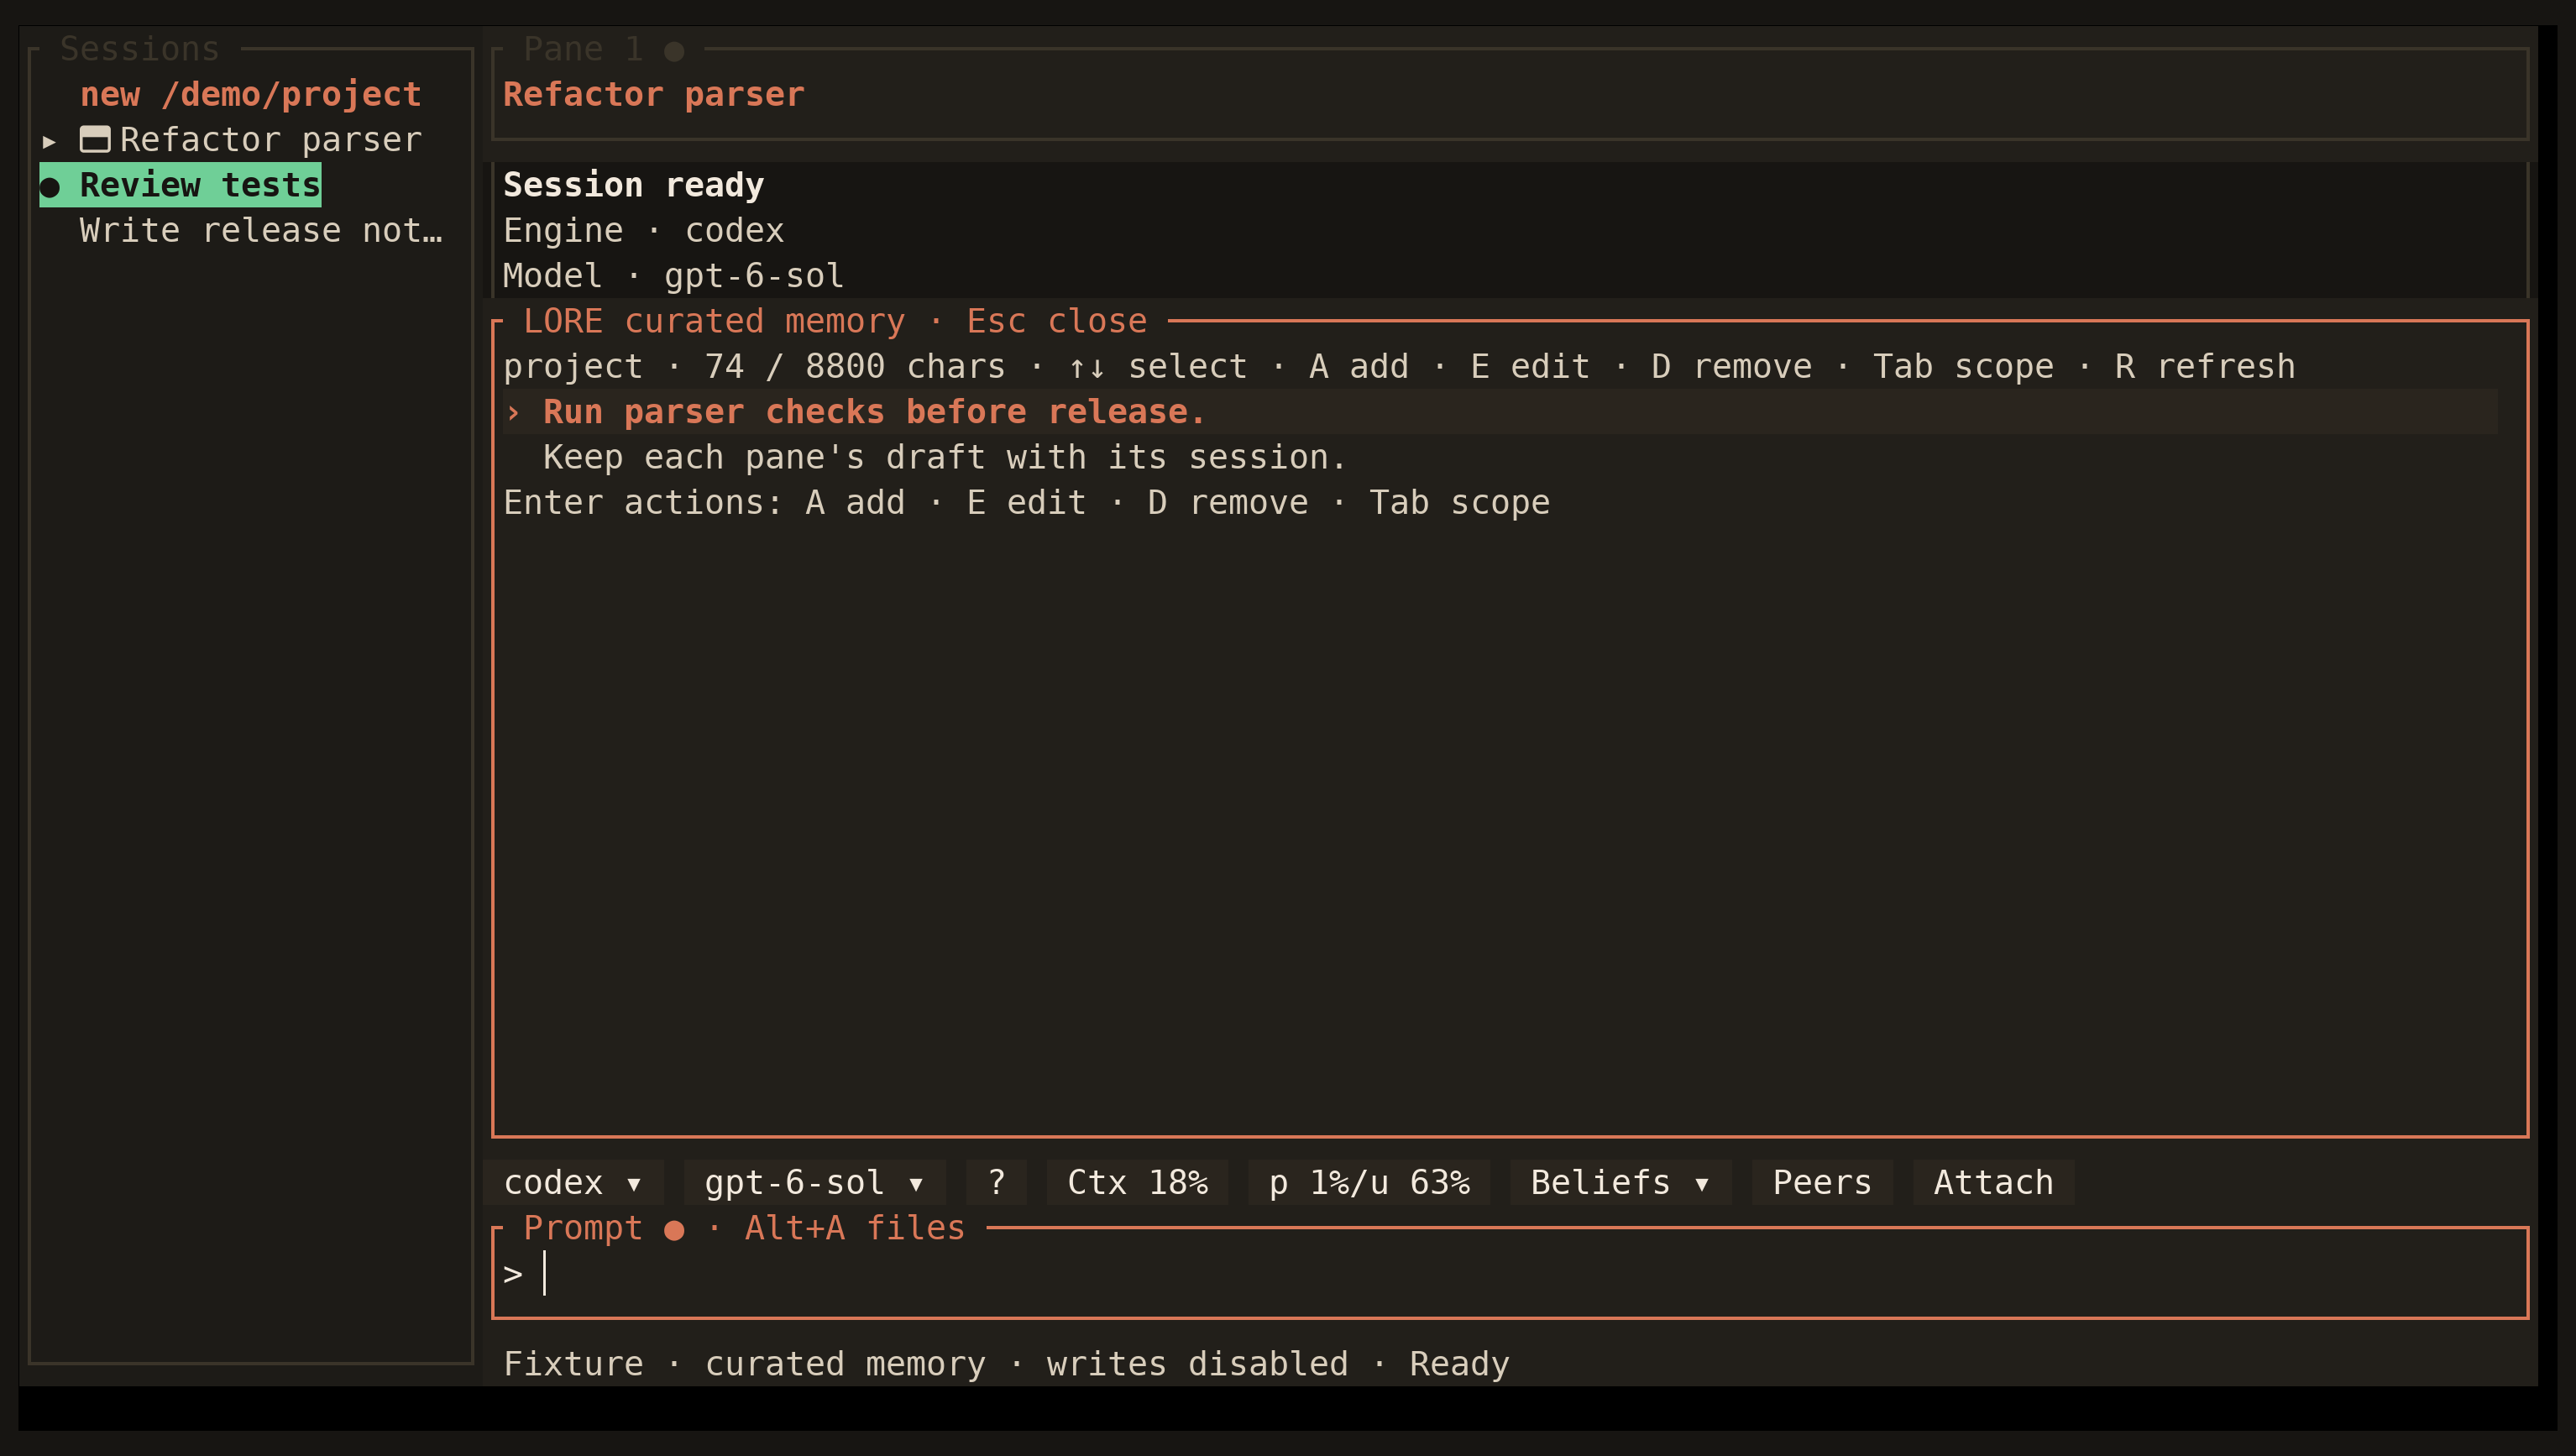 Sessions
new /demo/project
▸ Refactor parser
● Review tests
Write release not…
Pane 1 ●
Refactor parser
Session ready
Engine · codex
Model · gpt-6-sol
LORE curated memory · Esc close
project · 74 / 8800 chars · ↑↓ select · A add · E edit · D remove · Tab scope · R refresh
› Run parser checks before release.
Keep each pane's draft with its session.
Enter actions: A add · E edit · D remove · Tab scope
codex ▾ gpt-6-sol ▾ ? Ctx 18% p 1%/u 63% Beliefs ▾ Peers Attach
Prompt ● · Alt+A files
>
Fixture · curated memory · writes disabled · Ready